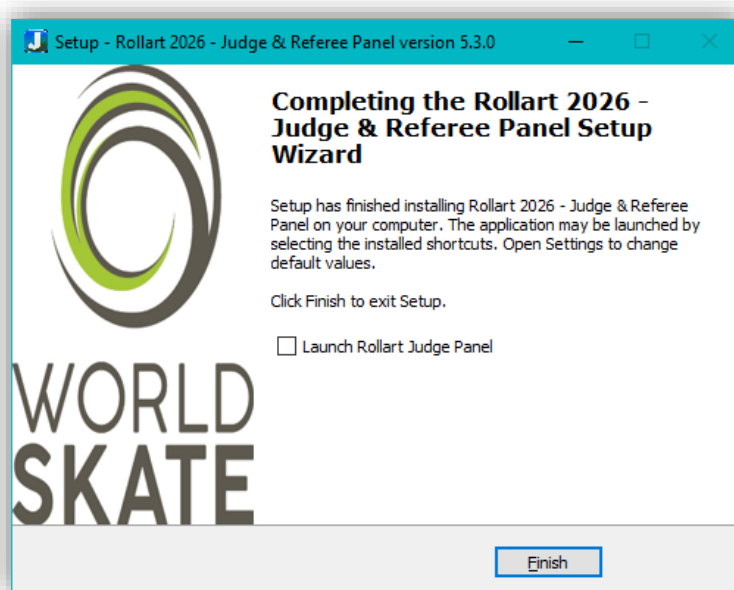 Setup - Rollart 2026 - Judge & Referee Panel version 5.3.0
Completing the Rollart 2026 -
Judge & Referee Panel Setup
Wizard
Setup has finished installing Rollart 2026 - Judge & Referee
Panel on your computer. The application may be launched by
selecting the installed shortcuts. Open Settings to change
default values.
Click Finish to exit Setup.
Launch Rollart Judge Panel
WORLD
SKATE
Finish